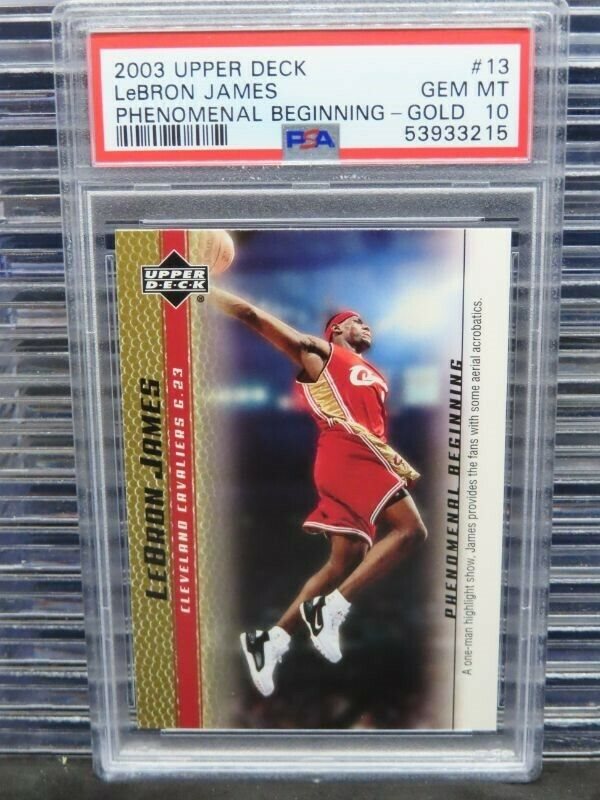 2003 UPPER DECK #13
LeBRON JAMES GEM MT
PHENOMENAL BEGINNING - GOLD 10
PSA 53933215
UPPER
DECK
®
LEBRON JAMES
CLEVELAND CAVALIERS G.23
PHENOMENAL BEGINNING
A one-man highlight show, James provides the fans with some aerial acrobatics.